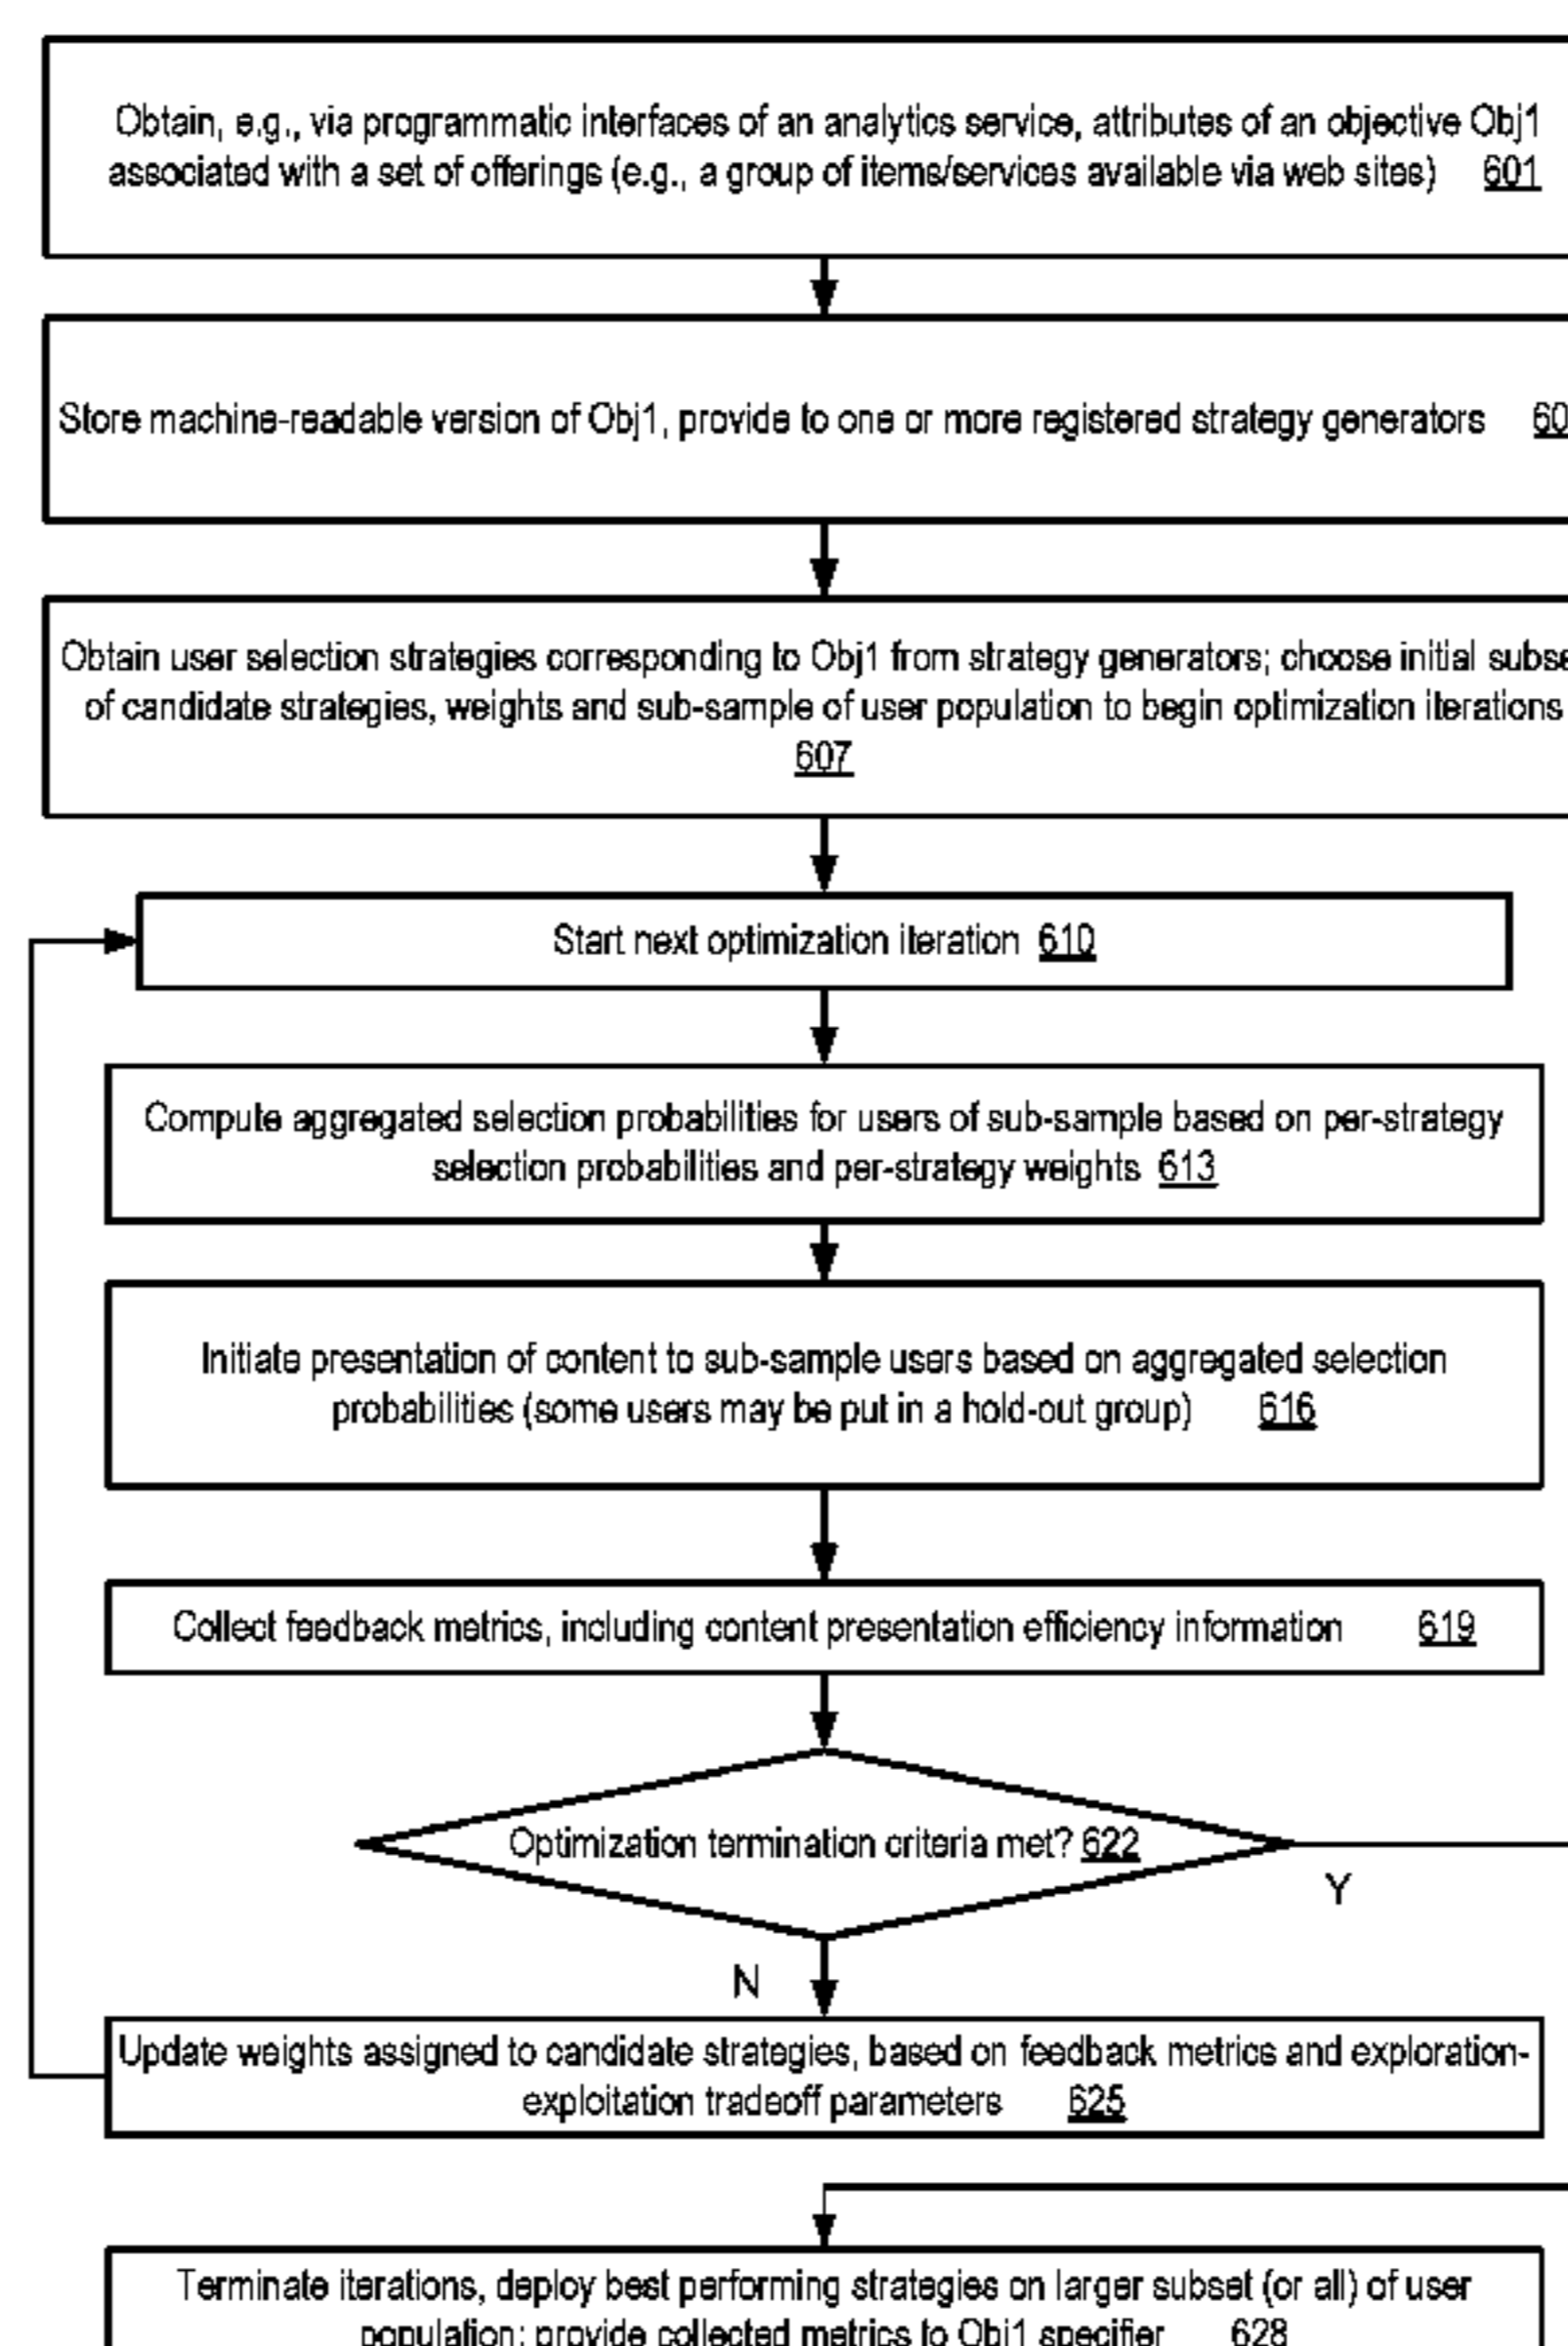 Obtain, e.g., via programmatic interfaces of an analytics service, attributes of an objective Obj1
associated with a set of offerings (e.g., a group of items/services available via web sites) 601
Store machine-readable version of Obj1, provide to one or more registered strategy generators
Obtain user selection strategies corresponding to Obj1 from strategy generators; choose initial
of candidate strategies, weights and sub-sample of user population to begin optimization iterations
607
Start next optimization iteration 610
Compute aggregated selection probabilities for users of sub-sample based on per-strategy
selection probabilities and per-strategy weights 613
Initiate presentation of content to sub-sample users based on aggregated selection
probabilities (some users may be put in a hold-out group) 616
Collect feedback metrics, including content presentation efficiency information 619
Optimization termination criteria met? 622
Y
N
Update weights assigned to candidate strategies, based on feedback metrics and exploration-
exploitation tradeoff parameters 625
Terminate iterations, deploy best performing strategies on larger subset (or all) of user
population; provide collected metrics to Obj1 specifier 628